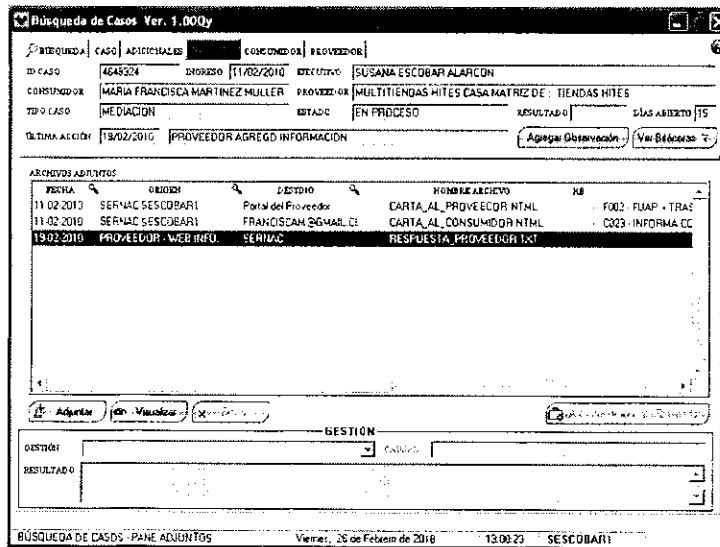 Búsqueda de Casos Ver. 1.00Qy
BUSQUEDA CASO ADICIONALES CONSUMIDOR PROVEEDOR
ID CASO 4648324 INGRESO 11/02/2010 EJECUTIVO SUSANA ESCOBAR ALARCON
CONSUMIDOR MARIA FRANCISCA MARTINEZ MULLER PROVEEDOR MULTITIENDAS HITES CASA MATRIZ DE : TIENDAS HITES
TIPO CASO MEDIACION ESTADO EN PROCESO RESULTADO DÍAS ABIERTO 15
ÚLTIMA ACCIÓN 19/02/2010 PROVEEDOR AGREGO INFORMACION Agregar Observación Ver Bitácoras
ARCHIVOS ADJUNTOS
FECHA ORIGEN DESTINO NOMBRE ARCHIVO KB
11-02-2010 SERNAC SESCOBAR1 Portal del Proveedor CARTA_AL_PROVEEDOR HTML F002 - FUAP + TRAS
11-02-2010 SERNAC SESCOBAR1 FRANCISCAM @GMAIL.CL CARTA_AL_CONSUMIDOR HTML C023 - INFORMA CC
19-02-2010 PROVEEDOR - WEB INFO. SERNAC RESPUESTA_PROVEEDOR TXT
Adjuntar Visualizar
GESTIÓN
GESTIÓN
RESULTADO
BÚSQUEDA DE CASOS - PANE ADJUNTOS Viernes, 26 de Febrero de 2010 13:08:23 SESCOBAR1